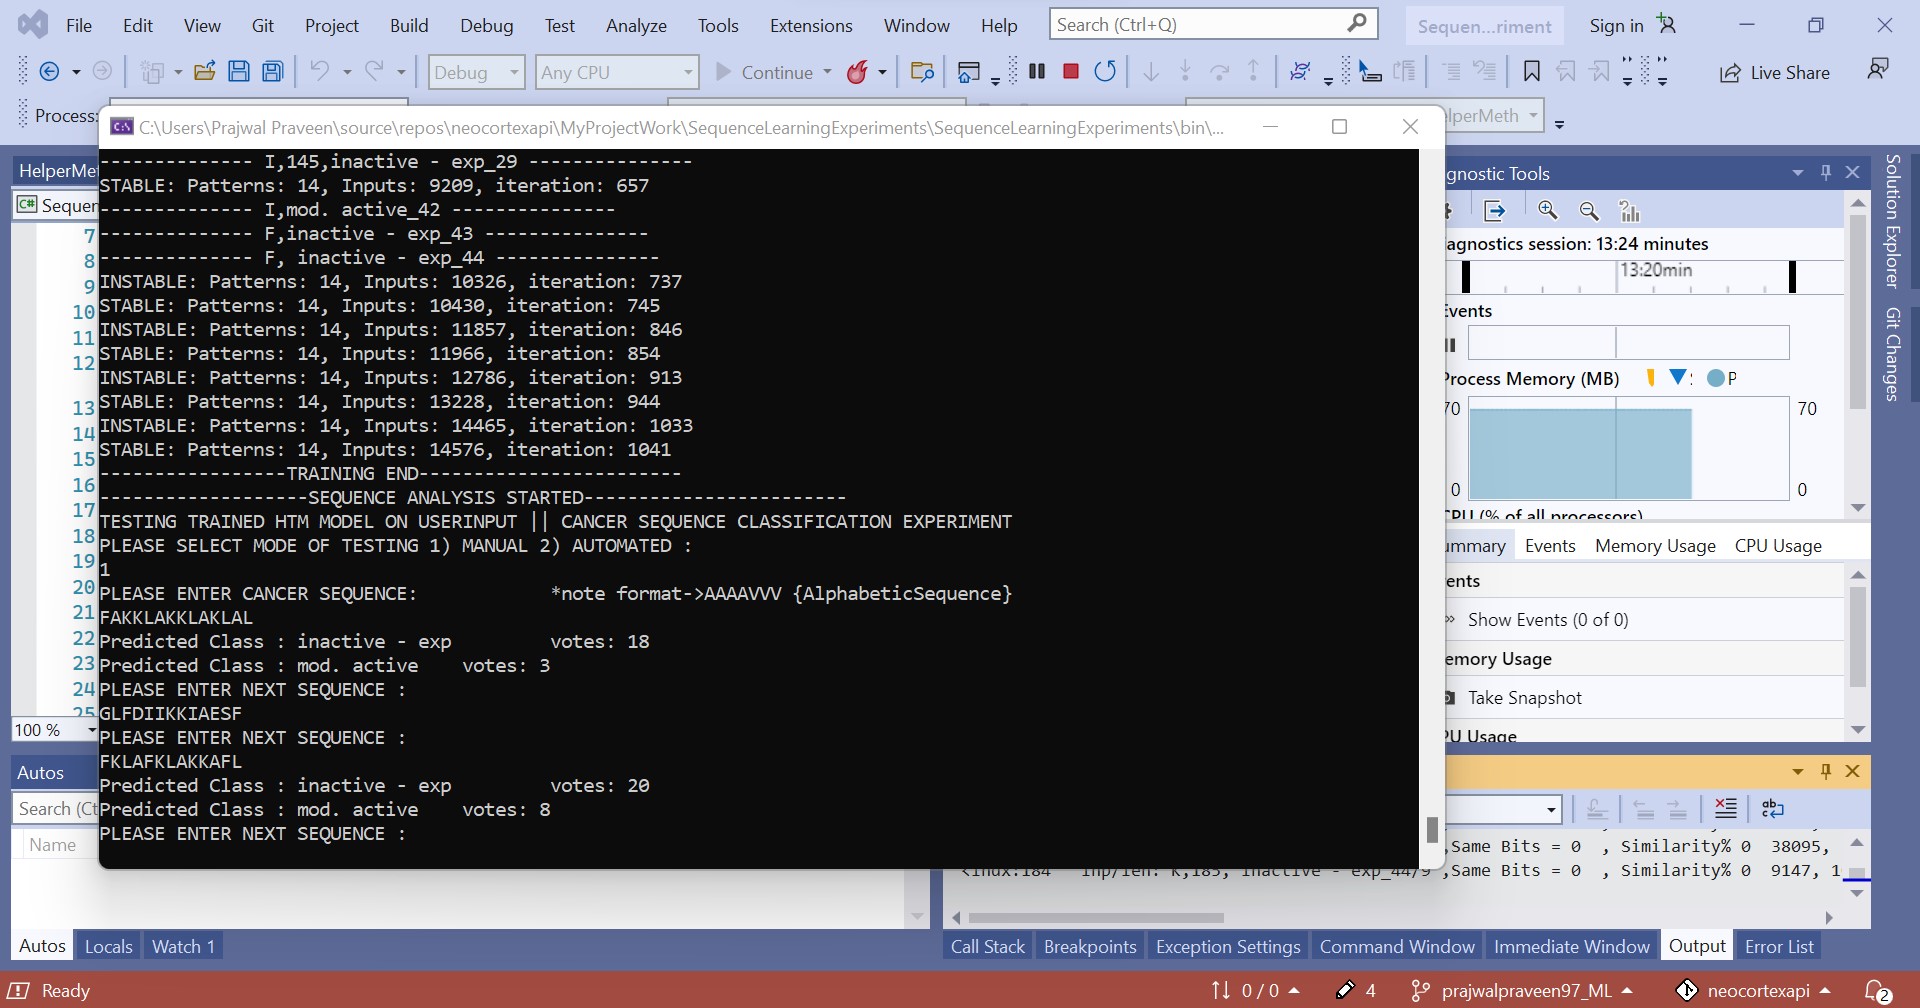 File Edit View Git Project Build Debug Test Analyze Tools Extensions Window Help Search (Ctrl+Q) Sequen...riment Sign in
Debug Any CPU Continue Live Share
Process: elperMeth
C:\Users\Prajwal Praveen\source\repos\neocortexapi\MyProjectWork\SequenceLearningExperiments\SequenceLearningExperiments\bin\...
-------------- I,145,inactive - exp_29 ---------------
STABLE: Patterns: 14, Inputs: 9209, iteration: 657
-------------- I,mod. active_42 ---------------
-------------- F,inactive - exp_43 ---------------
-------------- F, inactive - exp_44 ---------------
INSTABLE: Patterns: 14, Inputs: 10326, iteration: 737
STABLE: Patterns: 14, Inputs: 10430, iteration: 745
INSTABLE: Patterns: 14, Inputs: 11857, iteration: 846
STABLE: Patterns: 14, Inputs: 11966, iteration: 854
INSTABLE: Patterns: 14, Inputs: 12786, iteration: 913
STABLE: Patterns: 14, Inputs: 13228, iteration: 944
INSTABLE: Patterns: 14, Inputs: 14465, iteration: 1033
STABLE: Patterns: 14, Inputs: 14576, iteration: 1041
-----------------TRAINING END------------------------
-------------------SEQUENCE ANALYSIS STARTED------------------------
TESTING TRAINED HTM MODEL ON USERINPUT || CANCER SEQUENCE CLASSIFICATION EXPERIMENT
PLEASE SELECT MODE OF TESTING 1) MANUAL 2) AUTOMATED :
1
PLEASE ENTER CANCER SEQUENCE: *note format->AAAAVVV {AlphabeticSequence}
FAKKLAKKLAKLAL
Predicted Class : inactive - exp votes: 18
Predicted Class : mod. active votes: 3
PLEASE ENTER NEXT SEQUENCE :
GLFDIIKKIAESF
PLEASE ENTER NEXT SEQUENCE :
FKLAFKLAKKAFL
Predicted Class : inactive - exp votes: 20
Predicted Class : mod. active votes: 8
PLEASE ENTER NEXT SEQUENCE :
HelperMet
C# Sequen
7
8
9
10
11
12
13
14
15
16
17
18
19
20
21
22
23
24
25
100 %
Autos
Search (Ct
Name
Autos Locals Watch 1
gnostic Tools
agnostics session: 13:24 minutes
13:20min
Events
Process Memory (MB) P
70 70
0 0
CPU (% of all processors)
ummary Events Memory Usage CPU Usage
ents
Show Events (0 of 0)
emory Usage
Take Snapshot
PU Usage
,Same Bits = 0 , Similarity% 0 38095,
<indx:184 inp/len: K,185, inactive - exp_44/9 ,Same Bits = 0 , Similarity% 0 9147, 1
Call Stack Breakpoints Exception Settings Command Window Immediate Window Output Error List
Solution Explorer
Git Changes
Ready 0 / 0 4 prajwalpraveen97_ML neocortexapi 2